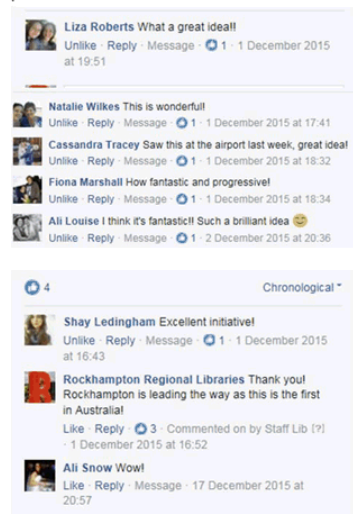 Liza Roberts What a great idea!!
Unlike · Reply · Message · 1 · 1 December 2015
at 19:51
Natalie Wilkes This is wonderful!
Unlike · Reply · Message · 1 · 1 December 2015 at 17:41
Cassandra Tracey Saw this at the airport last week, great idea!
Unlike · Reply · Message · 1 · 1 December 2015 at 18:32
Fiona Marshall How fantastic and progressive!
Unlike · Reply · Message · 1 · 1 December 2015 at 18:34
Ali Louise I think it's fantastic!! Such a brilliant idea 😊
Unlike · Reply · Message · 1 · 2 December 2015 at 20:36
4 Chronological
Shay Ledingham Excellent initiative!
Unlike · Reply · Message · 1 · 1 December 2015
at 16:43
R Rockhampton Regional Libraries Thank you!
Rockhampton is leading the way as this is the first
in Australia!
Like · Reply · 3 · Commented on by Staff Lib [?]
· 1 December 2015 at 16:52
Ali Snow Wow!
Like · Reply · Message · 17 December 2015 at
20:57